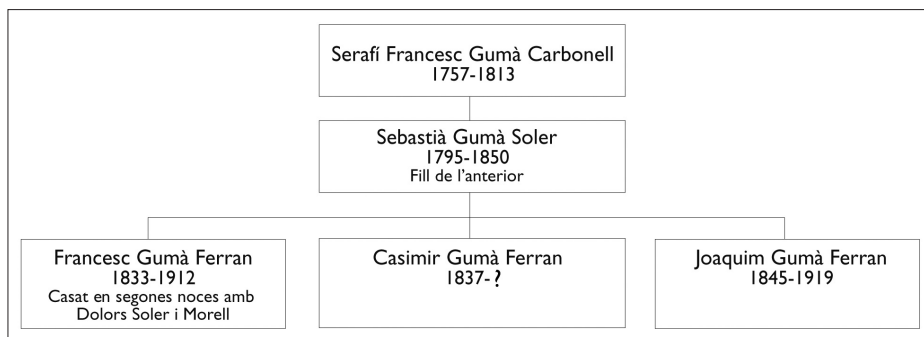 Serafí Francesc Gumà Carbonell
1757-1813
Sebastià Gumà Soler
1795-1850
Fill de l’anterior
Francesc Gumà Ferran
1833-1912
Casat en segones noces amb
Dolors Soler i Morell
Casimir Gumà Ferran
1837-?
Joaquim Gumà Ferran
1845-1919